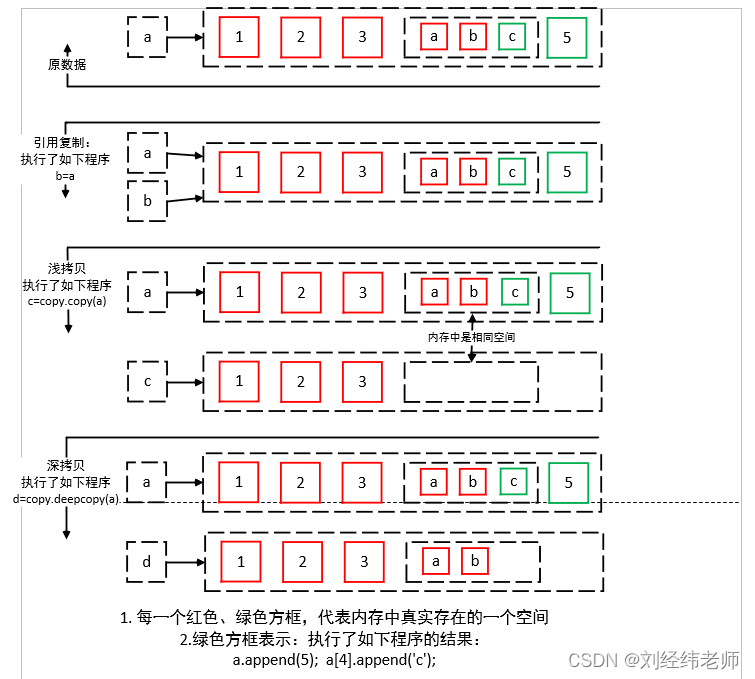 a 1 2 3 a b c 5
原数据
引用复制：
执行了如下程序
b=a
a
b
1 2 3 a b c 5
浅拷贝
执行了如下程序
c=copy.copy(a)
a 1 2 3 a b c 5
内存中是相同空间
c 1 2 3
深拷贝
执行了如下程序
d=copy.deepcopy(a)
a 1 2 3 a b c 5
d 1 2 3 a b
1. 每一个红色、绿色方框，代表内存中真实存在的一个空间
2.绿色方框表示：执行了如下程序的结果：
a.append(5); a[4].append('c');
CSDN @刘经纬老师